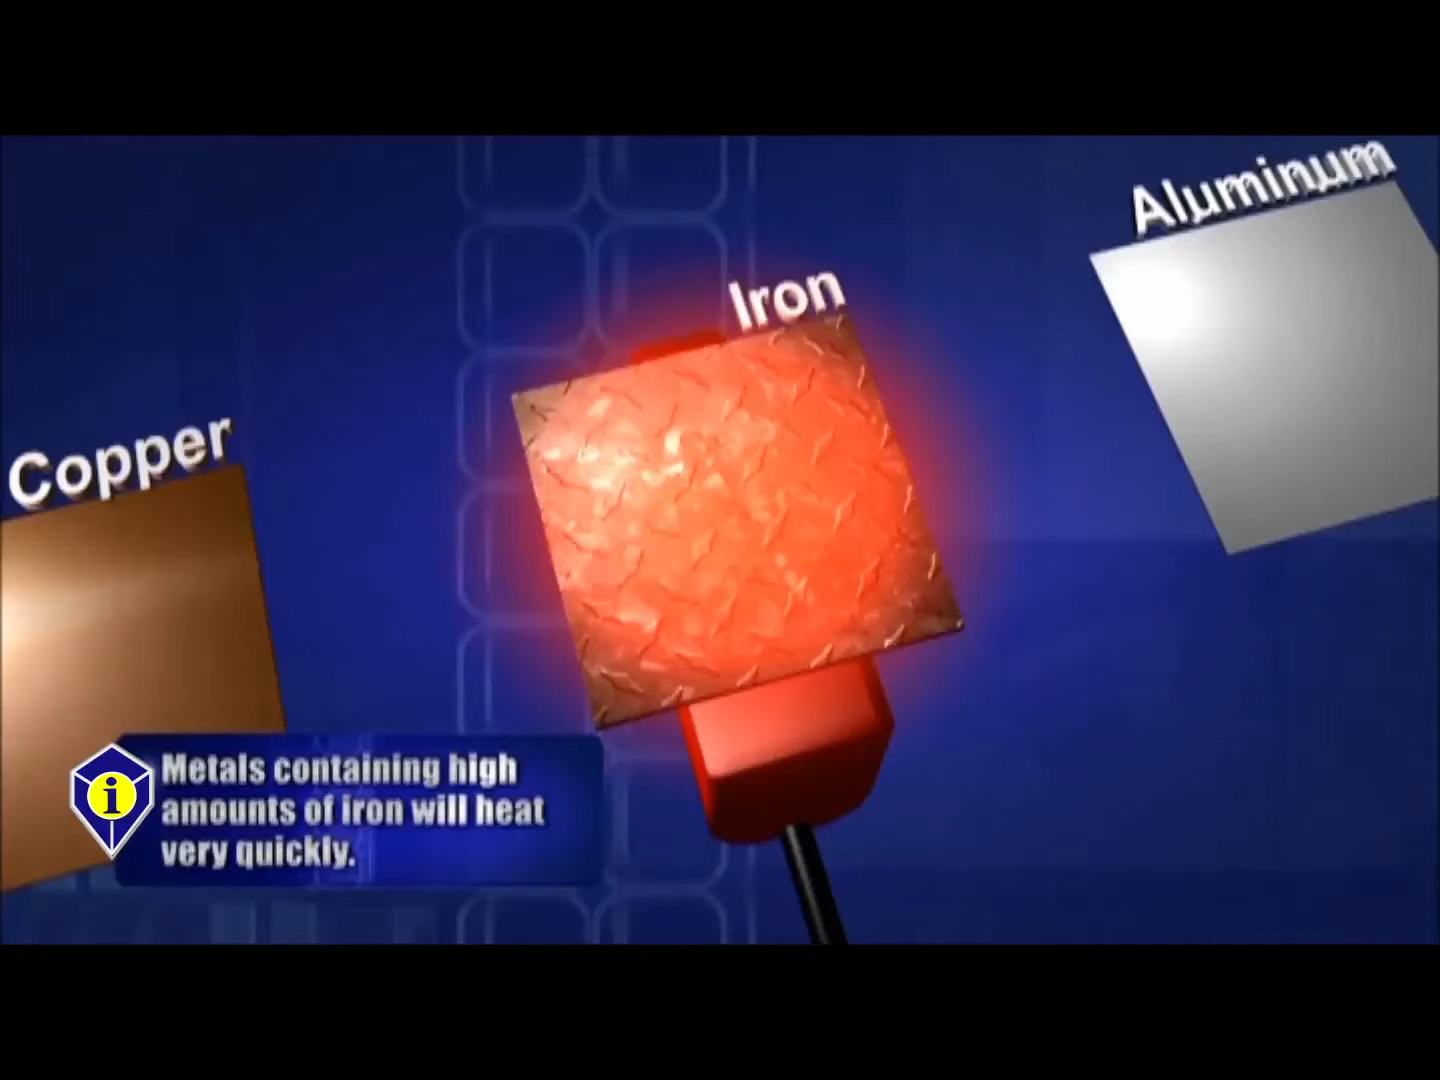 Aluminum
Iron
Copper
i
Metals containing high
amounts of iron will heat
very quickly.